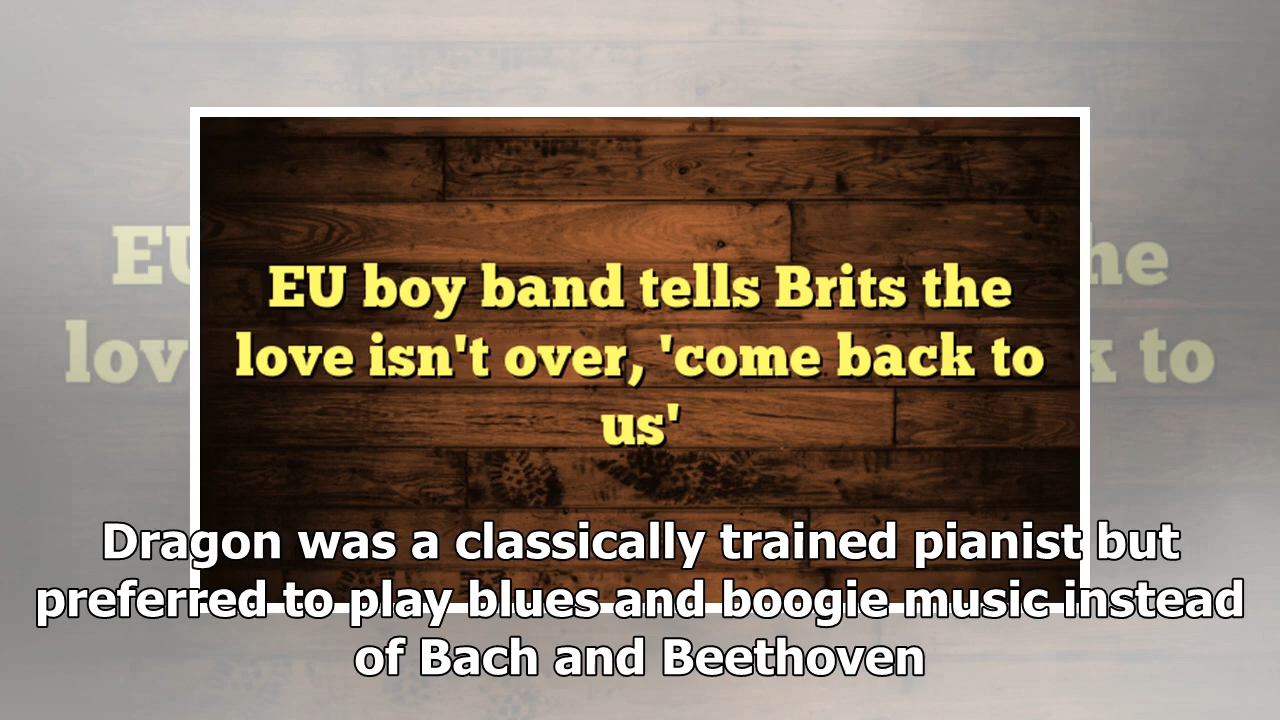 EU boy band tells Brits the
love isn't over, 'come back to
us'
Dragon was a classically trained pianist but
preferred to play blues and boogie music instead
of Bach and Beethoven